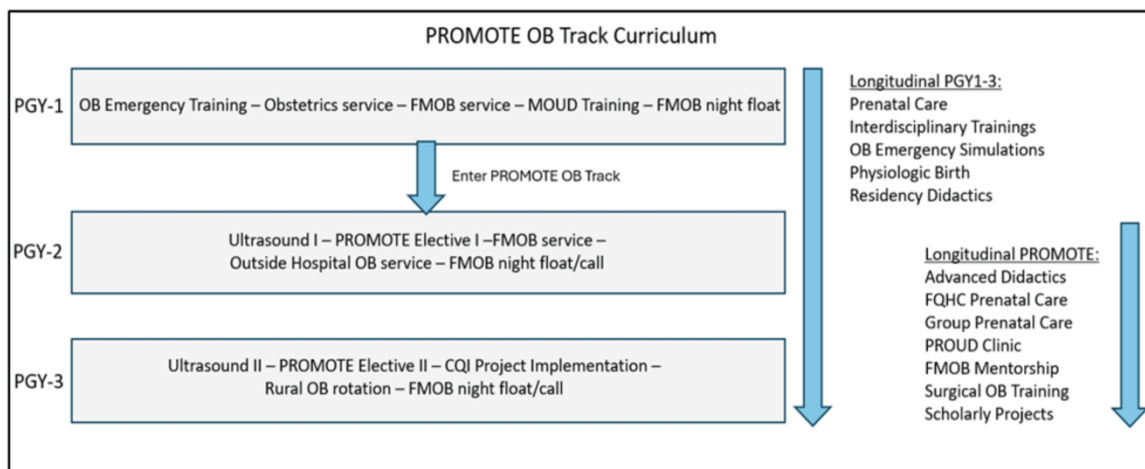 PROMOTE OB Track Curriculum
PGY-1
OB Emergency Training – Obstetrics service – FMOB service – MOUD Training – FMOB night float
Enter PROMOTE OB Track
PGY-2
Ultrasound I – PROMOTE Elective I –FMOB service –
Outside Hospital OB service – FMOB night float/call
PGY-3
Ultrasound II – PROMOTE Elective II – CQI Project Implementation –
Rural OB rotation – FMOB night float/call
Longitudinal PGY1-3:
Prenatal Care
Interdisciplinary Trainings
OB Emergency Simulations
Physiologic Birth
Residency Didactics
Longitudinal PROMOTE:
Advanced Didactics
FQHC Prenatal Care
Group Prenatal Care
PROUD Clinic
FMOB Mentorship
Surgical OB Training
Scholarly Projects